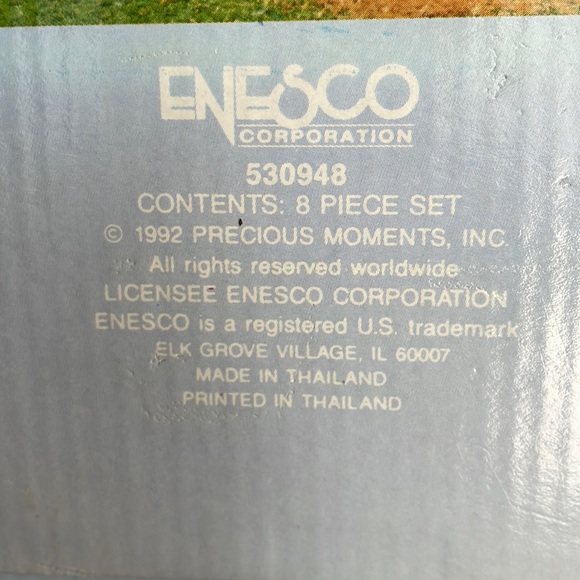 ENESCO
CORPORATION
530948
CONTENTS: 8 PIECE SET
© 1992 PRECIOUS MOMENTS, INC.
All rights reserved worldwide
LICENSEE ENESCO CORPORATION
ENESCO is a registered U.S. trademark
ELK GROVE VILLAGE, IL 60007
MADE IN THAILAND
PRINTED IN THAILAND